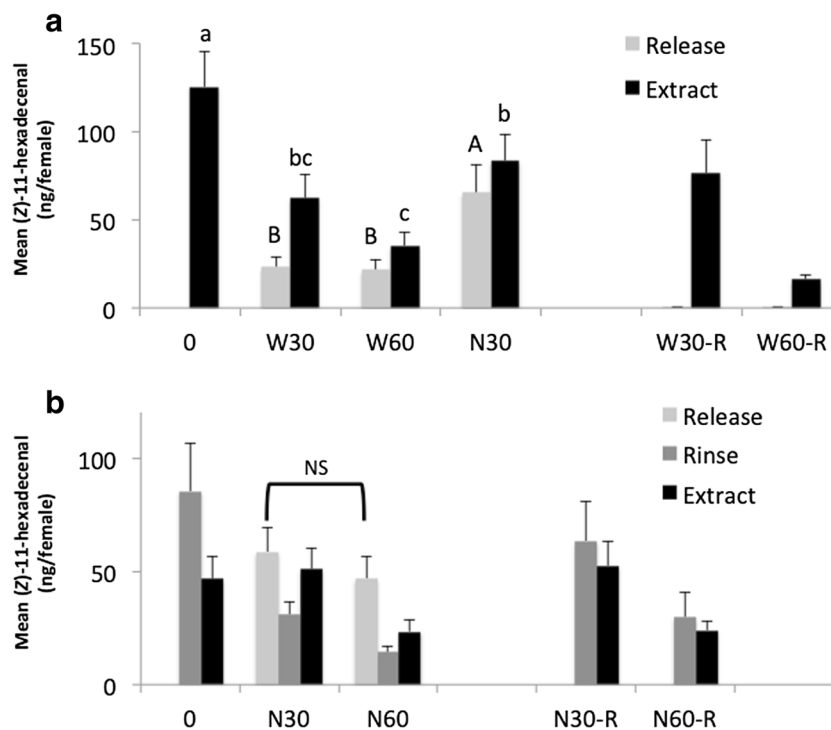 a
Mean (Z)-11-hexadecenal
(ng/female)
150
100
50
0
a
bc
B
B
c
A
b
Release
Extract
0 W30 W60 N30 W30-R W60-R
b
Mean (Z)-11-hexadecenal
(ng/female)
100
50
0
NS
Release
Rinse
Extract
0 N30 N60 N30-R N60-R